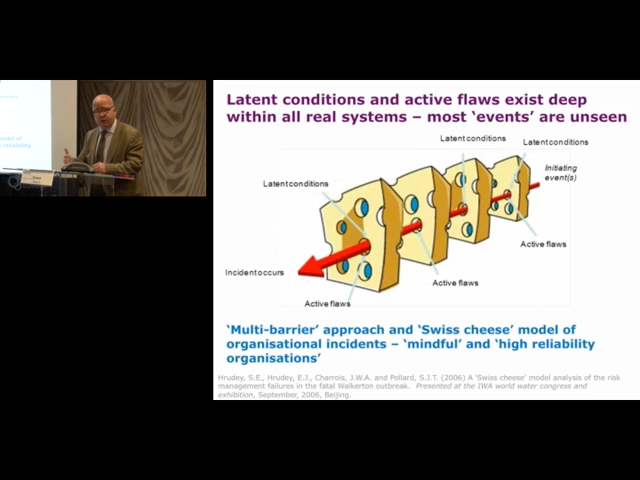 Latent conditions and active flaws exist deep
within all real systems – most ‘events’ are unseen
Latent conditions
Latent conditions
Initiating
event(s)
Latent conditions
Active flaws
Incident occurs
Active flaws
Active flaws
‘Multi-barrier’ approach and ‘Swiss cheese’ model of
organisational incidents – ‘mindful’ and ‘high reliability
organisations’
Hrudey, S.E., Hrudey, E.J., Charrois, J.W.A. and Pollard, S.J.T. (2006) A ‘Swiss cheese’ model analysis of the risk
management failures in the fatal Walkerton outbreak. Presented at the IWA world water congress and
exhibition, September, 2006, Beijing.
odel of
h reliability